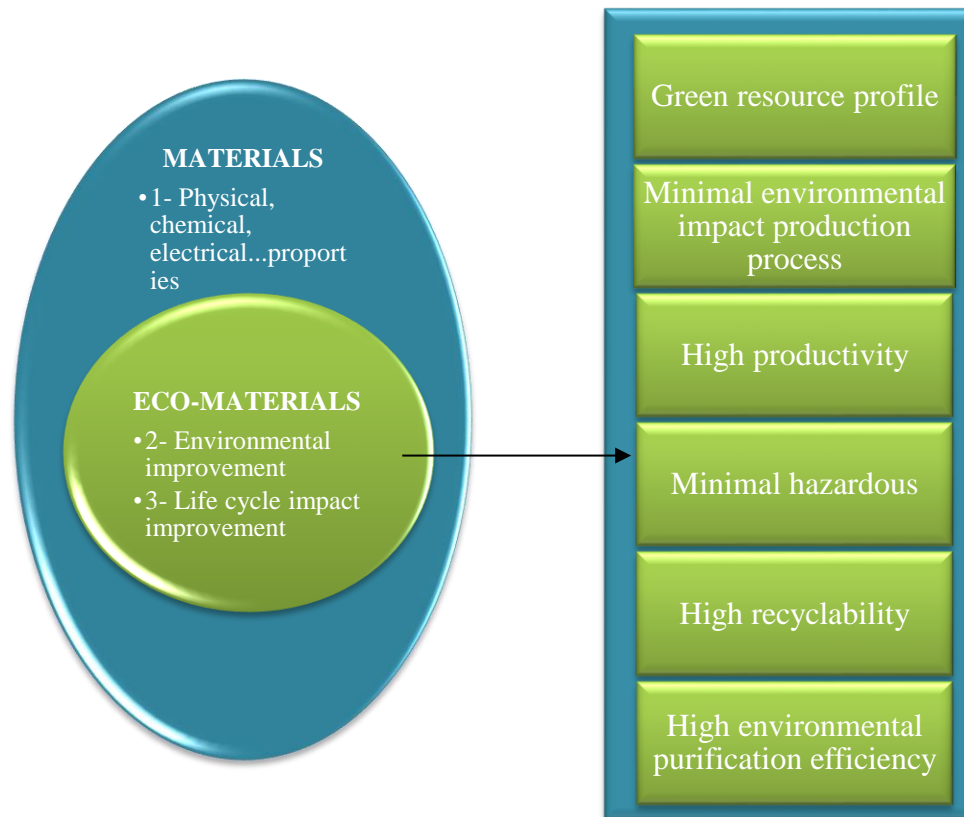 MATERIALS
•1- Physical,
chemical,
electrical...proport
ies
ECO-MATERIALS
•2- Environmental
improvement
•3- Life cycle impact
improvement
Green resource profile
Minimal environmental
impact production
process
High productivity
Minimal hazardous
High recyclability
High environmental
purification efficiency